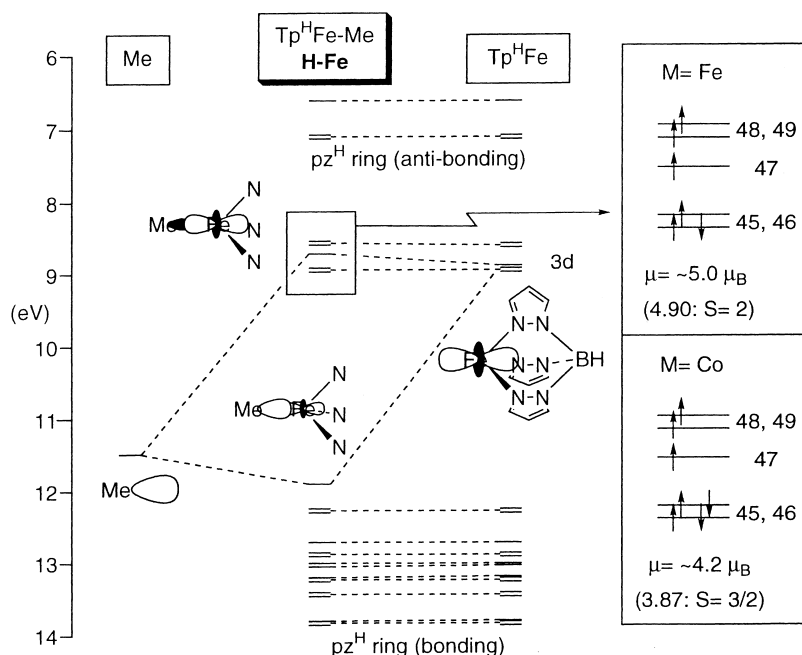 Me
Tp^HFe-Me
H-Fe
Tp^HFe
6
7
8
9
(eV)
10
11
12
13
14
pz^H ring (anti-bonding)
Me
Fe
N
N
N
3d
Me
Fe
N
N
N
Fe
N-N
N-N
N-N
BH
Me
pz^H ring (bonding)
M= Fe
48, 49
47
45, 46
μ= ~5.0 μ_B
(4.90: S= 2)
M= Co
48, 49
47
45, 46
μ= ~4.2 μ_B
(3.87: S= 3/2)